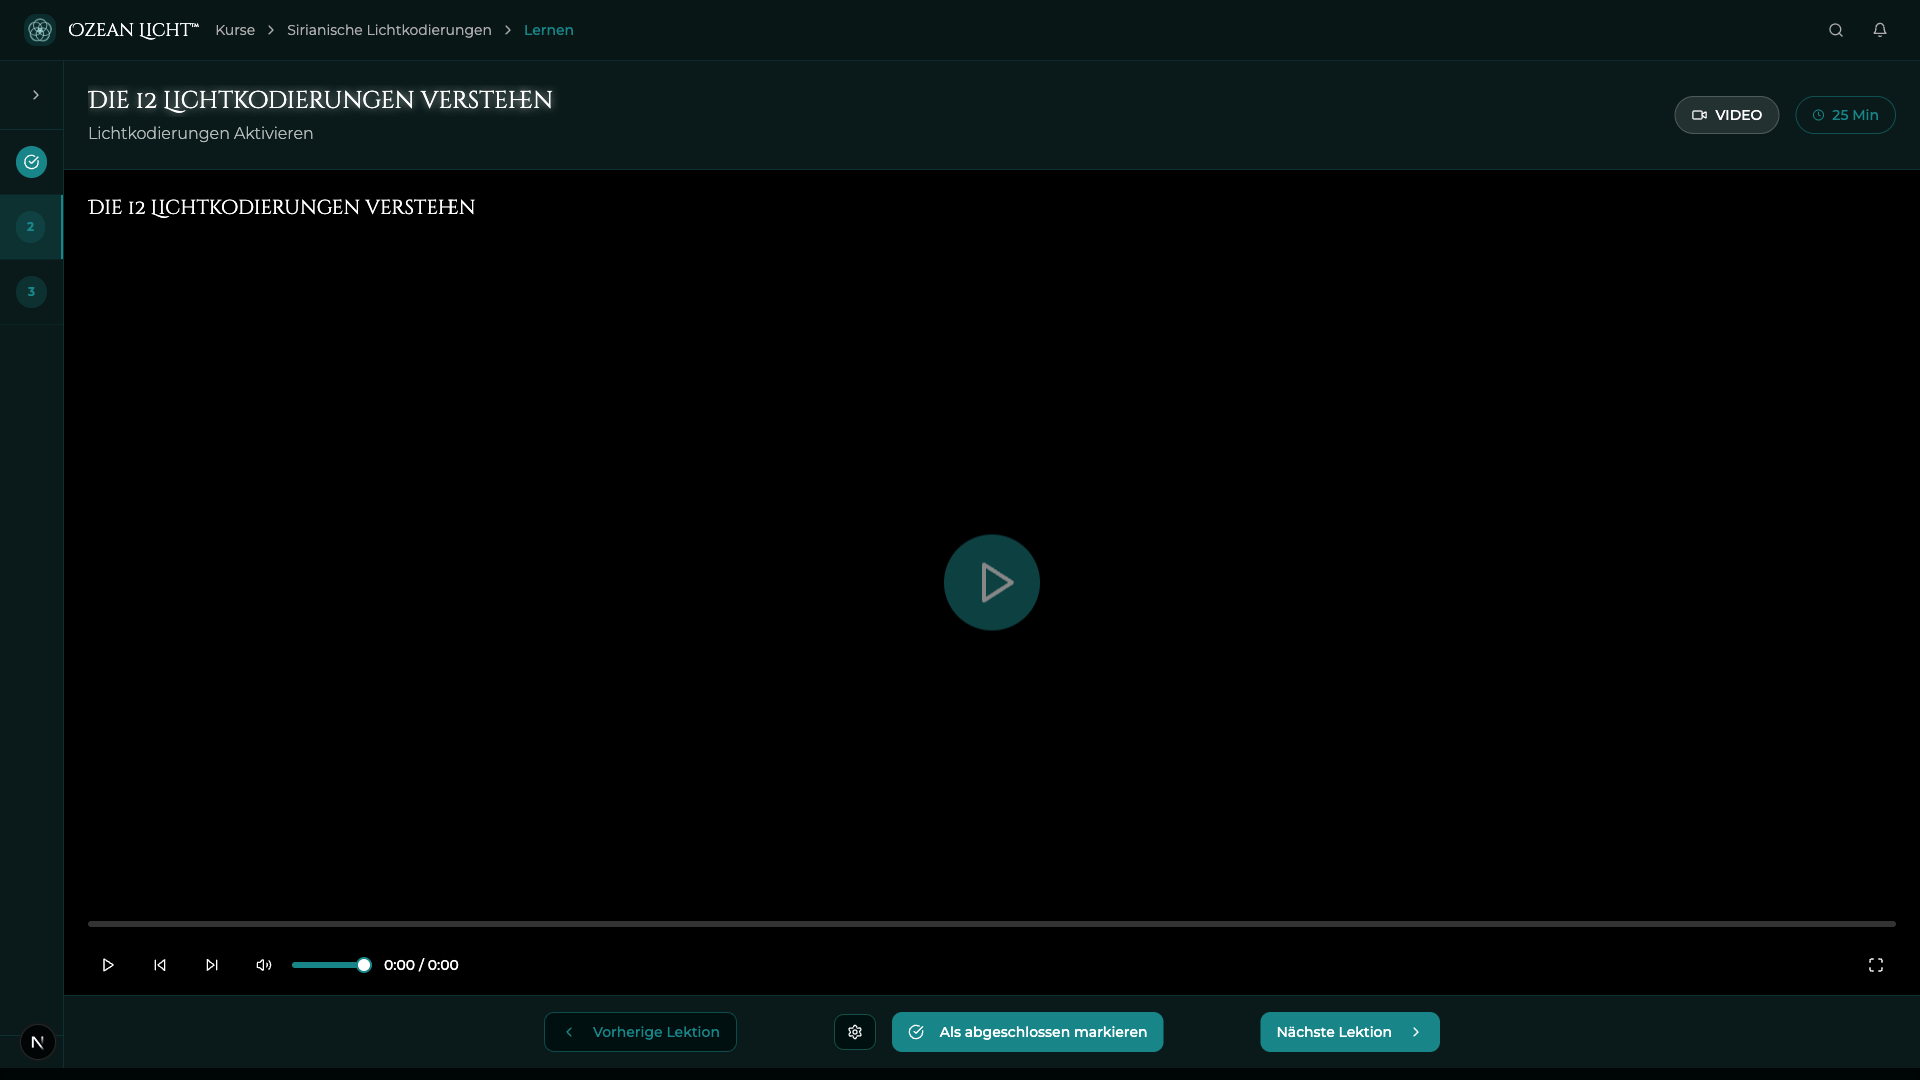 OZEAN LICHT™ Kurse Sirianische Lichtkodierungen Lernen
DIE 12 LICHTKODIERUNGEN VERSTEHEN
Lichtkodierungen Aktivieren
VIDEO
25 Min
2
3
DIE 12 LICHTKODIERUNGEN VERSTEHEN
0:00 / 0:00
N
Vorherige Lektion
Als abgeschlossen markieren
Nächste Lektion